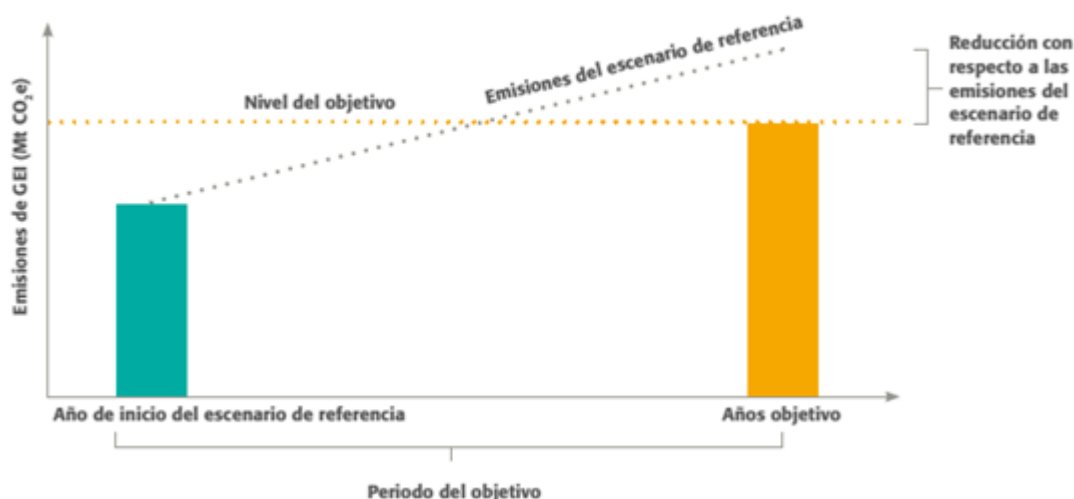 Emisiones de GEI (Mt CO₂e)
Nivel del objetivo
Emisiones del escenario de referencia
Reducción con
respecto a las
emisiones del
escenario de
referencia
Año de inicio del escenario de referencia
Años objetivo
Periodo del objetivo